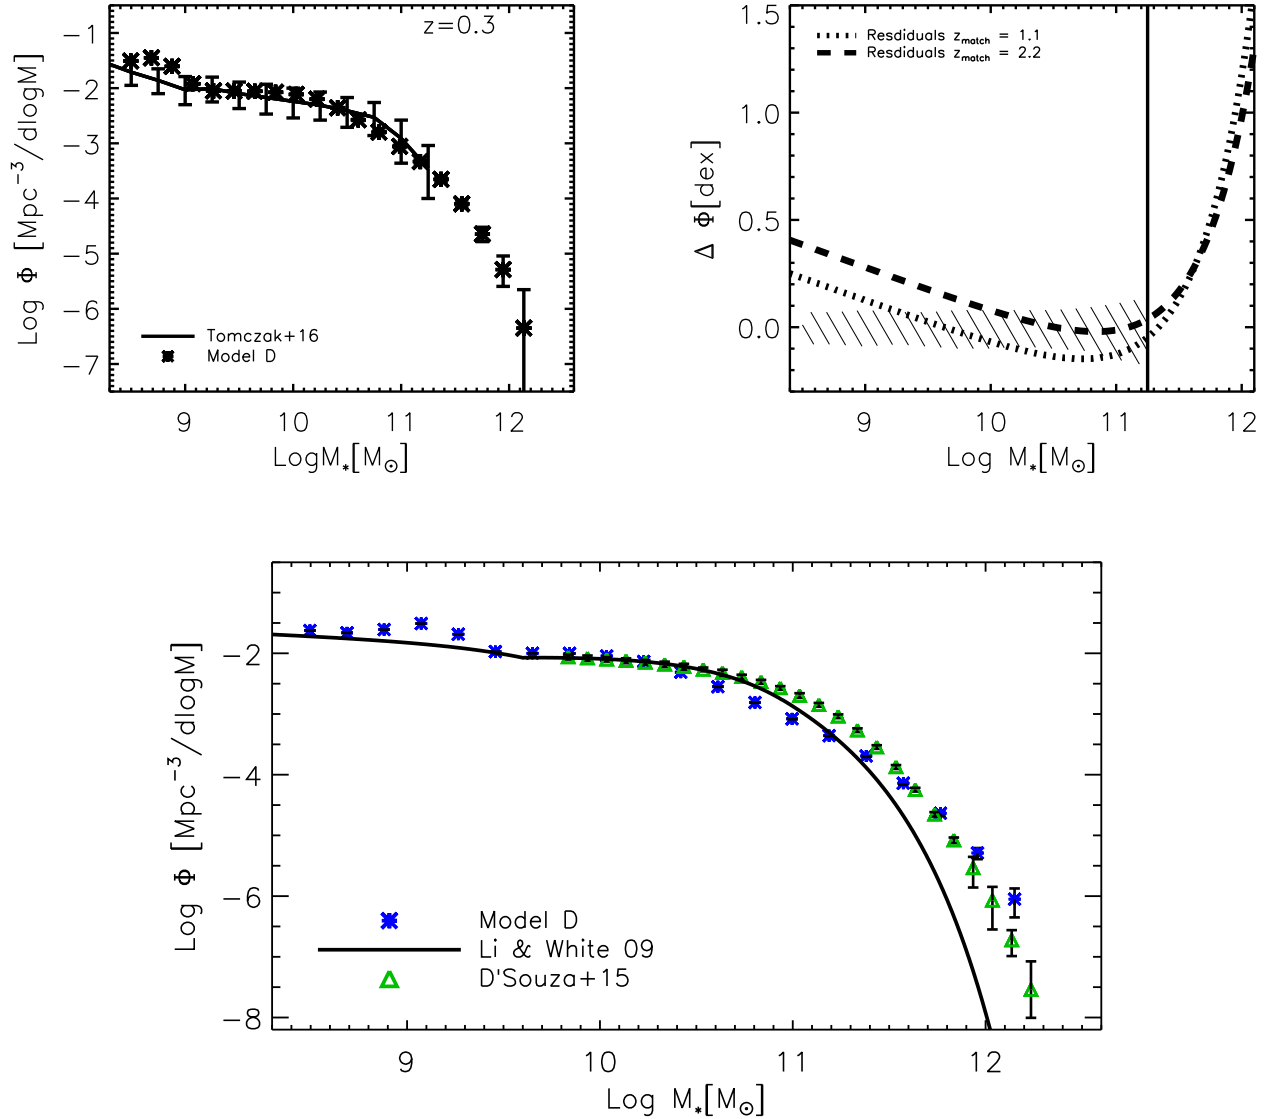 z=0.3
−1
−2
−3
−4
−5
−6
−7
Log Φ [Mpc⁻³/dlogM]
Tomczak+16
Model D
9 10 11 12
LogM*[M⊙]
1.5
1.0
0.5
0.0
Δ Φ[dex]
Resdiduals z_match = 1.1
Resdiduals z_match = 2.2
9 10 11 12
Log M*[M⊙]
−2
−4
−6
−8
Log Φ [Mpc⁻³/dlogM]
Model D
Li & White 09
D'Souza+15
9 10 11 12
Log M*[M⊙]